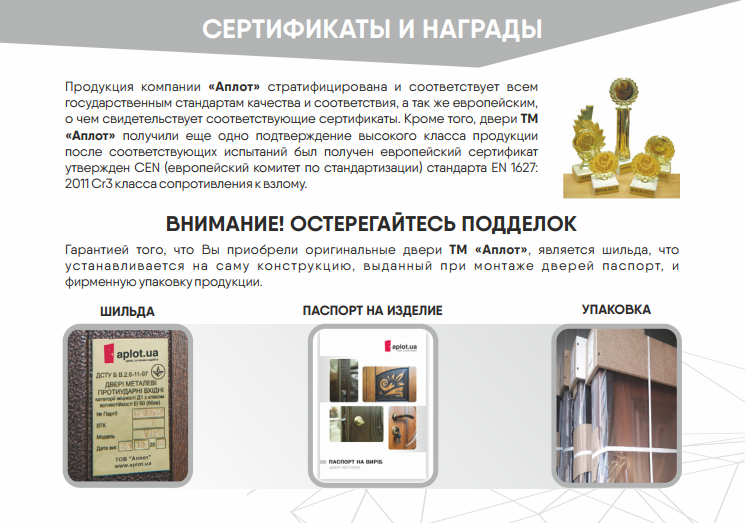 СЕРТИФИКАТЫ И НАГРАДЫ
Продукция компании «Аплот» стратифицирована и соответствует всем
государственным стандартам качества и соответствия, а так же европейским,
о чем свидетельствует соответствующие сертификаты. Кроме того, двери ТМ
«Аплот» получили еще одно подтверждение высокого класса продукции
после соответствующих испытаний был получен европейский сертификат
утвержден CEN (европейский комитет по стандартизации) стандарта EN 1627:
2011 Cr3 класса сопротивления к взлому.
ВНИМАНИЕ! ОСТЕРЕГАЙТЕСЬ ПОДДЕЛОК
Гарантией того, что Вы приобрели оригинальные двери ТМ «Аплот», является шильда, что
устанавливается на саму конструкцию, выданный при монтаже дверей паспорт, и
фирменную упаковку продукции.
ШИЛЬДА
ПАСПОРТ НА ИЗДЕЛИЕ
УПАКОВКА
aplot.ua
ДСТУ Б В.2.6-11-97
ДВЕРІ МЕТАЛЕВІ
ПРОТИУДАРНІ ВХІДНІ
категорії міцності Д1 з класом
вогнестійкості ЕІ 60 (60хв)
№ Партії
ВТК
Модель
Дата виг.
ТОВ "Аплот"
www.aplot.ua
aplot.ua
ПАСПОРТ НА ВИРІБ